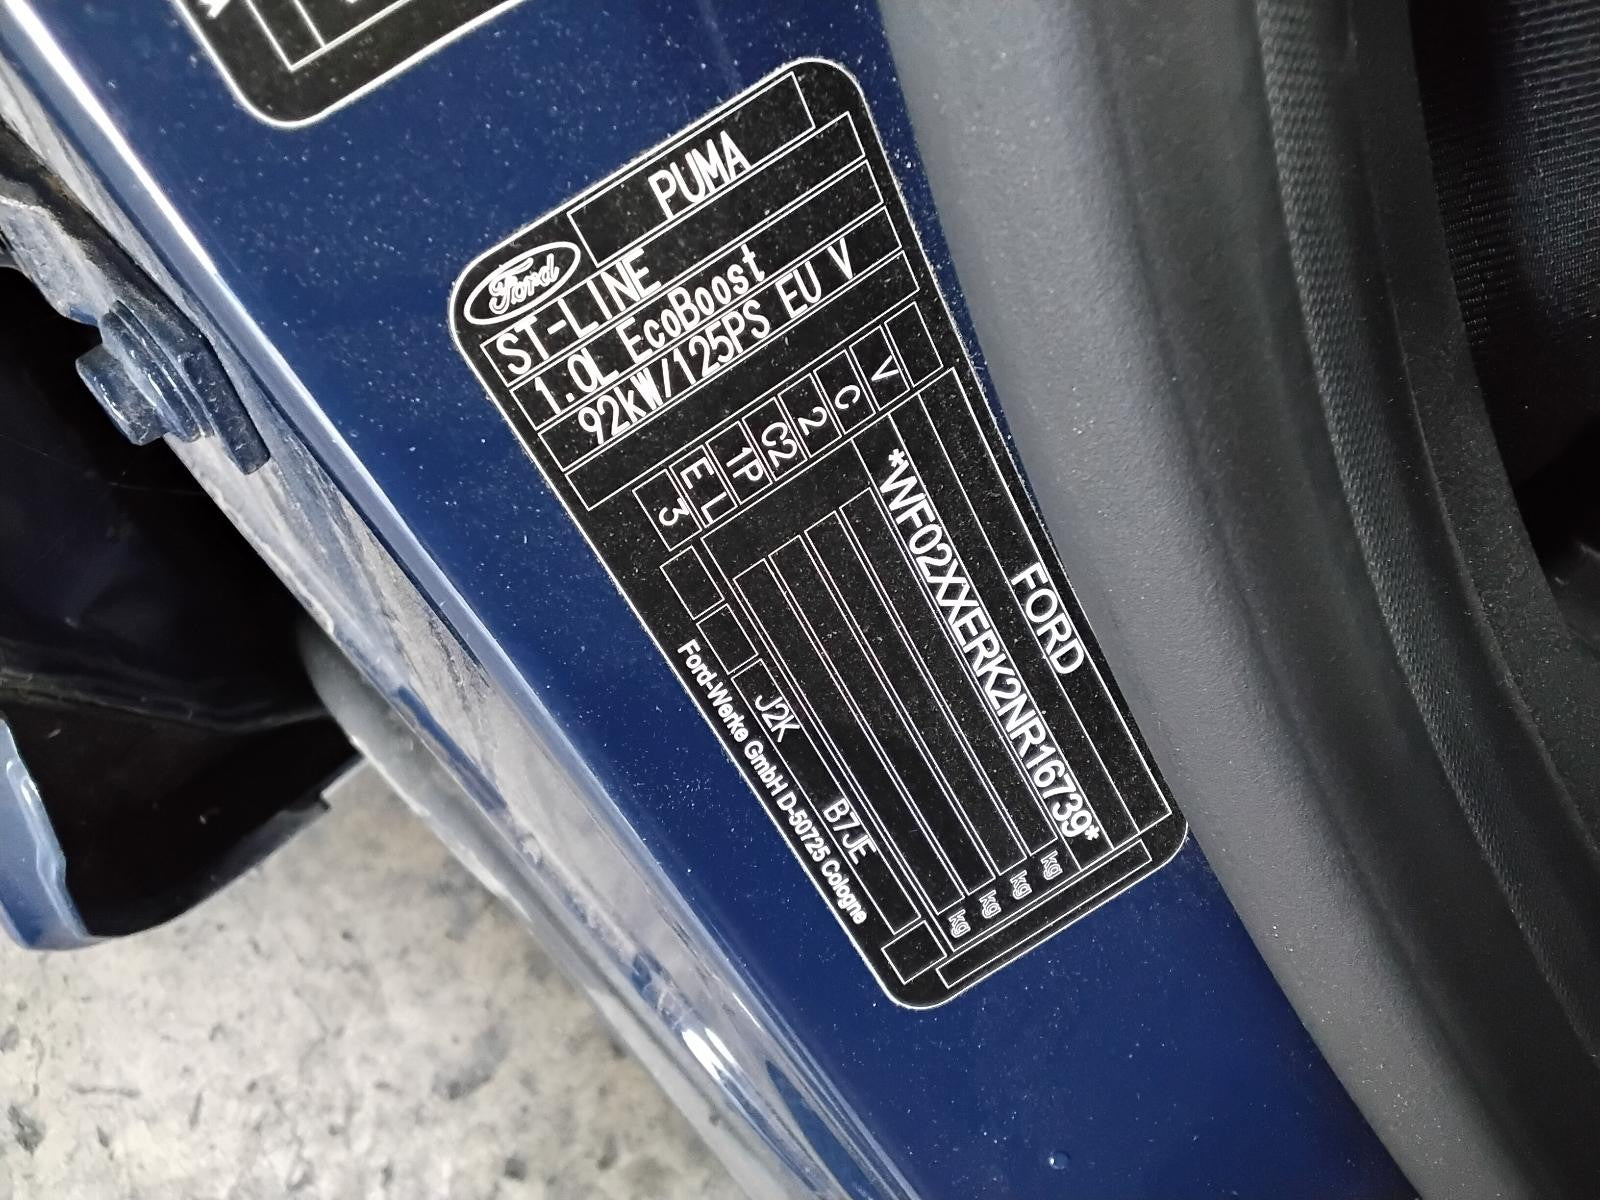 Ford
PUMA
ST-LINE
1.0L EcoBoost
92kW/125PS EU V
V
C
2
C2
1P
E L
3
FORD
*WF02XXERK2NR16739*
kg
kg
kg
kg
J2K B7JE
Ford-Werke GmbH D-50725 Cologne